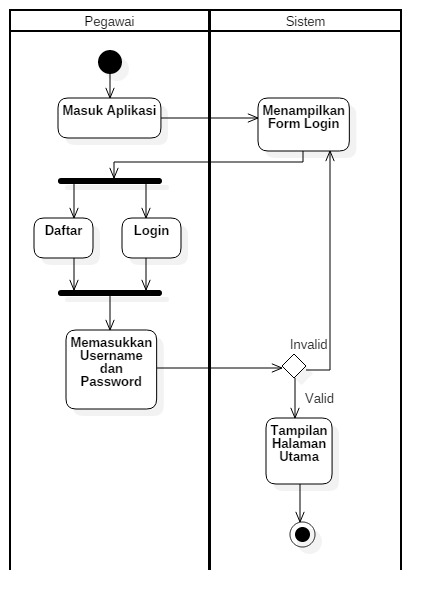 Pegawai
Sistem
Masuk Aplikasi
Menampilkan
Form Login
Daftar
Login
Memasukkan
Username
dan
Password
Invalid
Valid
Tampilan
Halaman
Utama